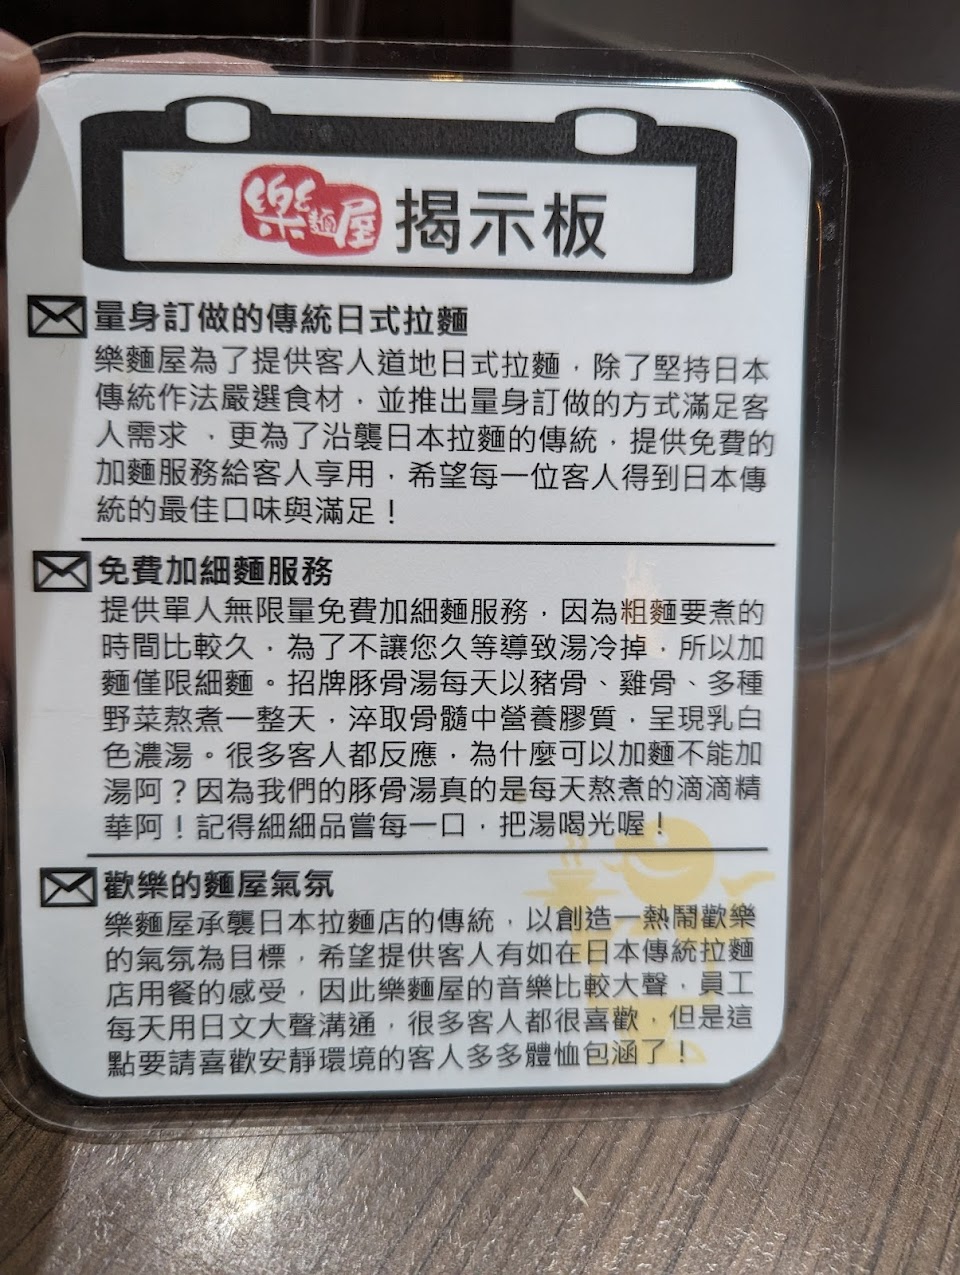 樂麵屋 揭示板
量身訂做的傳統日式拉麵
樂麵屋為了提供客人道地日式拉麵，除了堅持日本
傳統作法嚴選食材，並推出量身訂做的方式滿足客
人需求 ，更為了沿襲日本拉麵的傳統，提供免費的
加麵服務給客人享用，希望每一位客人得到日本傳
統的最佳口味與滿足！
免費加細麵服務
提供單人無限量免費加細麵服務，因為粗麵要煮的
時間比較久，為了不讓您久等導致湯冷掉，所以加
麵僅限細麵。招牌豚骨湯每天以豬骨、雞骨、多種
野菜熬煮一整天，淬取骨髓中營養膠質，呈現乳白
色濃湯。很多客人都反應，為什麼可以加麵不能加
湯阿？因為我們的豚骨湯真的是每天熬煮的滴滴精
華阿！記得細細品嘗每一口，把湯喝光喔！
歡樂的麵屋氣氛
樂麵屋承襲日本拉麵店的傳統，以創造一熱鬧歡樂
的氣氛為目標，希望提供客人有如在日本傳統拉麵
店用餐的感受，因此樂麵屋的音樂比較大聲，員工
每天用日文大聲溝通，很多客人都很喜歡，但是這
點要請喜歡安靜環境的客人多多體恤包涵了！